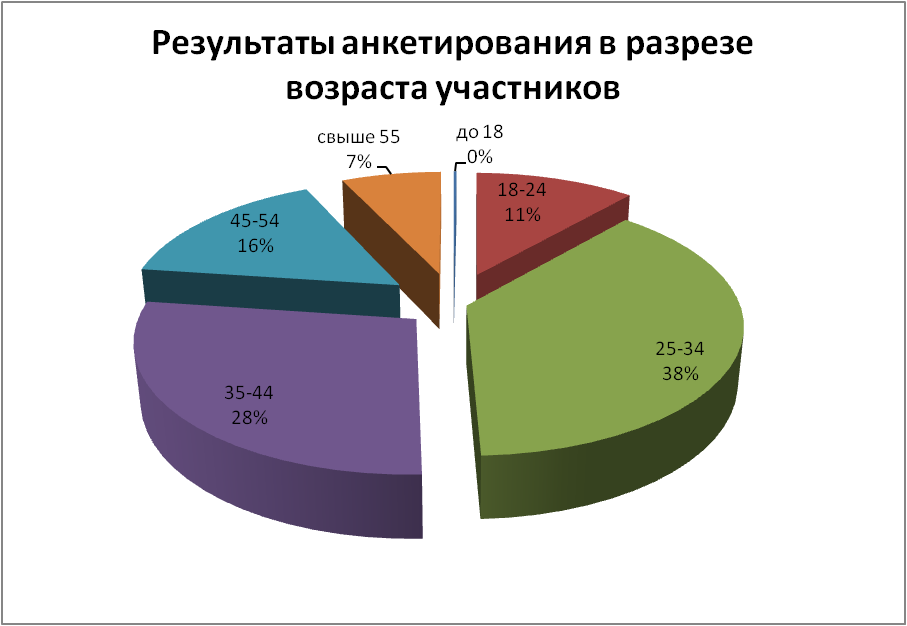 Результаты анкетирования в разрезе
возраста участников
до 18
0%
18-24
11%
25-34
38%
35-44
28%
45-54
16%
свыше 55
7%